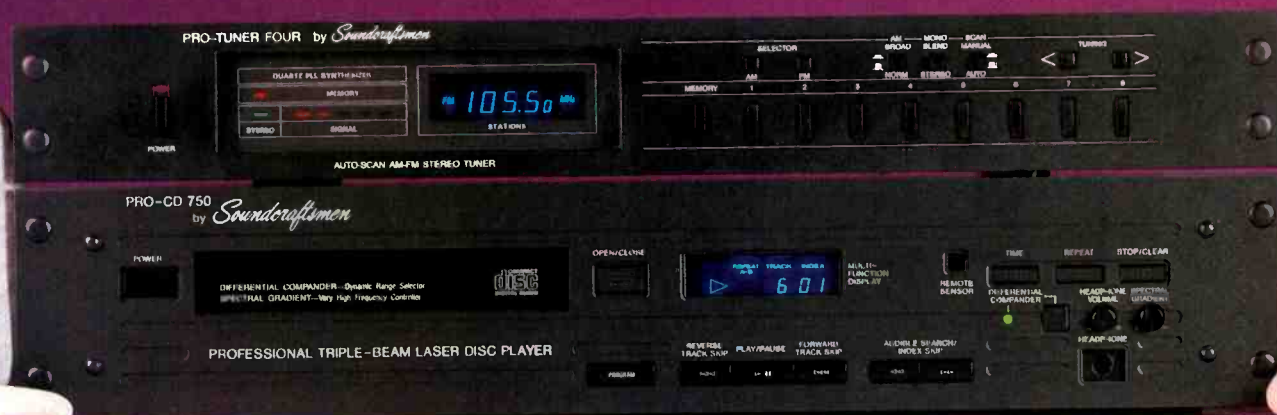 PRO-TUNER FOUR by Soundcraftsmen
QUARTZ PLL SYNTHESIZER
MEMORY
STEREO SIGNAL
FM 105.50 MHz
STATIONS
POWER
AUTO-SCAN AM-FM STEREO TUNER
SELECTOR
AM FM
AM BROAD
NORM
MONO BLEND
STEREO
SCAN MANUAL
AUTO
< TUNING >
MEMORY 1 2 3 4 5 6 7 8
PRO-CD 750
by Soundcraftsmen
POWER
DIFFERENTIAL COMPANDER—Dynamic Range Selector
SPECTRAL GRADIENT—Very High Frequency Controller
COMPACT
disc
DIGITAL AUDIO
PROFESSIONAL TRIPLE-BEAM LASER DISC PLAYER
OPEN/CLOSE
REPEAT TRACK INDEX
A-B
6 01
MULTI-
FUNCTION
DISPLAY
REMOTE
SENSOR
TIME REPEAT STOP/CLEAR
DIFFERENTIAL
COMPANDER
HEADPHONE
VOLUME
SPECTRAL
GRADIENT
HEADPHONE
PROGRAM
REVERSE
TRACK SKIP
PLAY/PAUSE
FORWARD
TRACK SKIP
AUDIBLE SEARCH/
INDEX SKIP